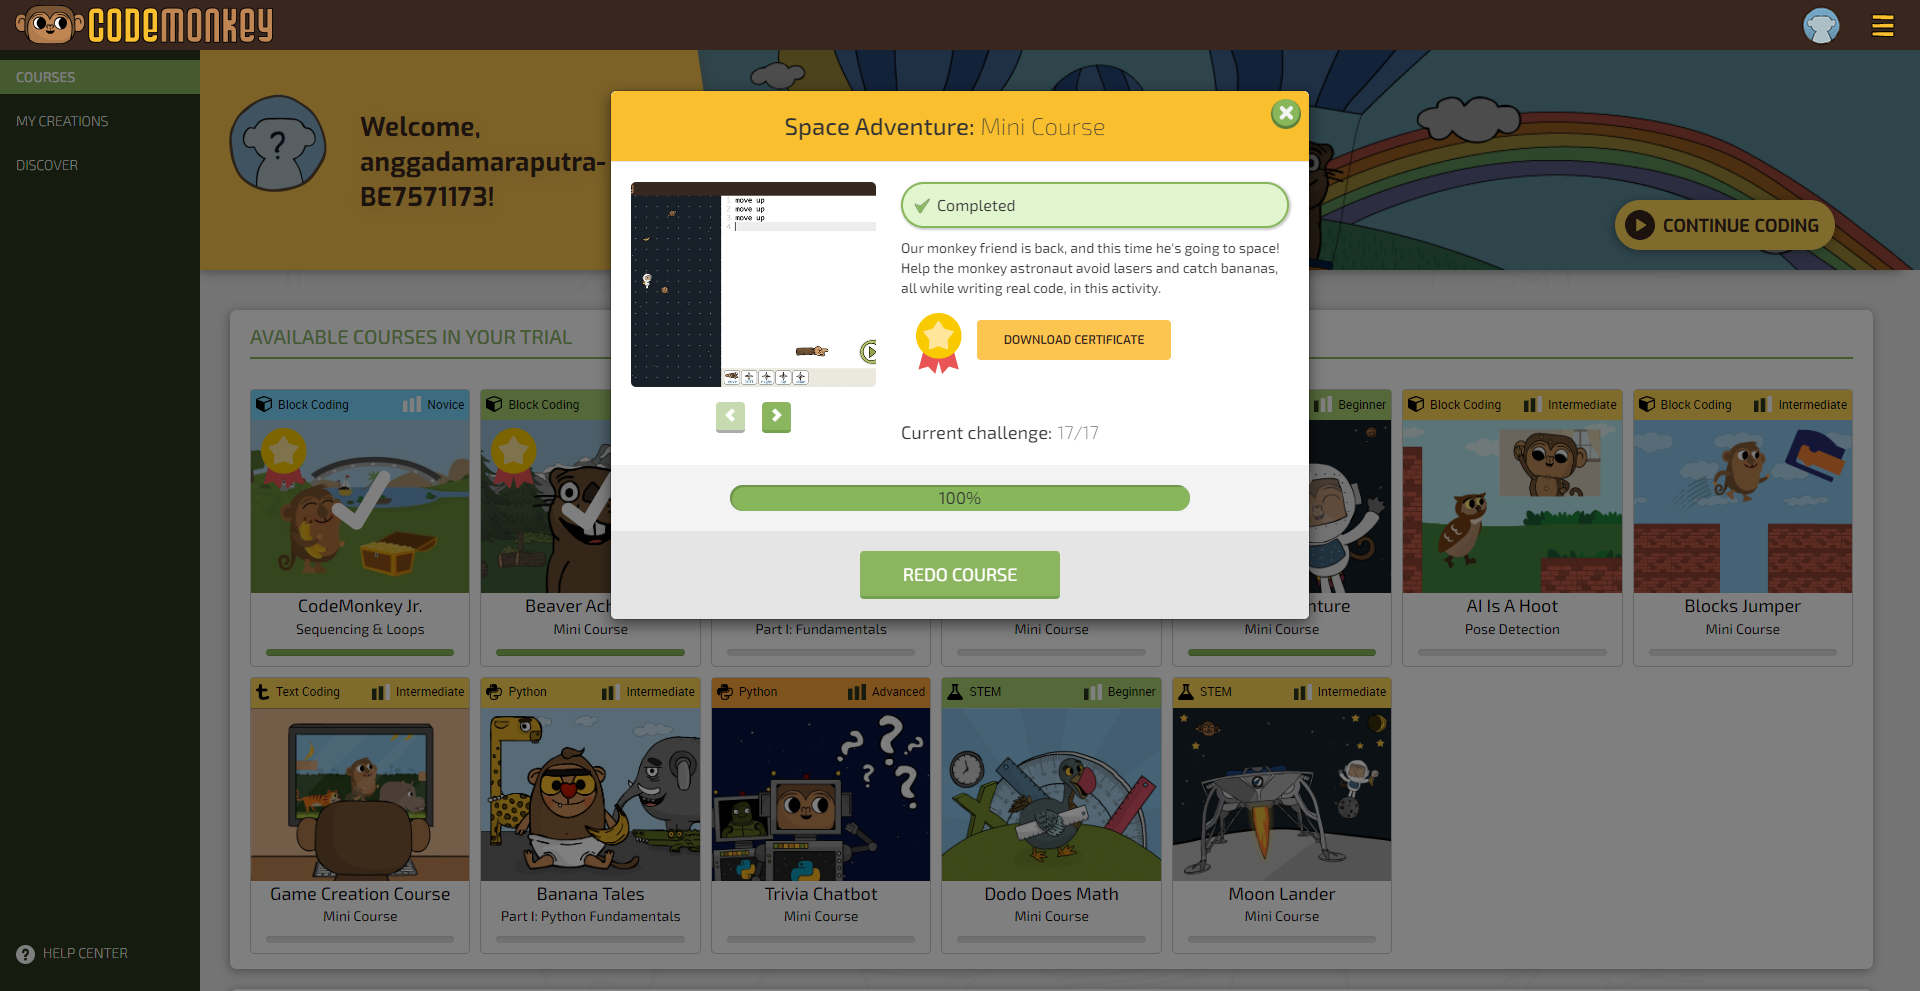 CODEMONKEY
COURSES
MY CREATIONS
DISCOVER
HELP CENTER
Welcome,
anggadamaraputra-
BE7571173!
CONTINUE CODING
AVAILABLE COURSES IN YOUR TRIAL
Space Adventure: Mini Course
1 move up
2 move up
3 move up
4
Completed
Our monkey friend is back, and this time he's going to space!
Help the monkey astronaut avoid lasers and catch bananas,
all while writing real code, in this activity.
DOWNLOAD CERTIFICATE
Current challenge: 17/17
100%
REDO COURSE
Block Coding Novice
CodeMonkey Jr.
Sequencing & Loops
Block Coding
Beaver Ach
Mini Course
Part I: Fundamentals
Mini Course
Beginner
nture
Mini Course
Block Coding Intermediate
AI Is A Hoot
Pose Detection
Block Coding Intermediate
Blocks Jumper
Mini Course
Text Coding Intermediate
Game Creation Course
Mini Course
Python Intermediate
Banana Tales
Part I: Python Fundamentals
Python Advanced
Trivia Chatbot
Mini Course
STEM Beginner
Dodo Does Math
Mini Course
STEM Intermediate
Moon Lander
Mini Course